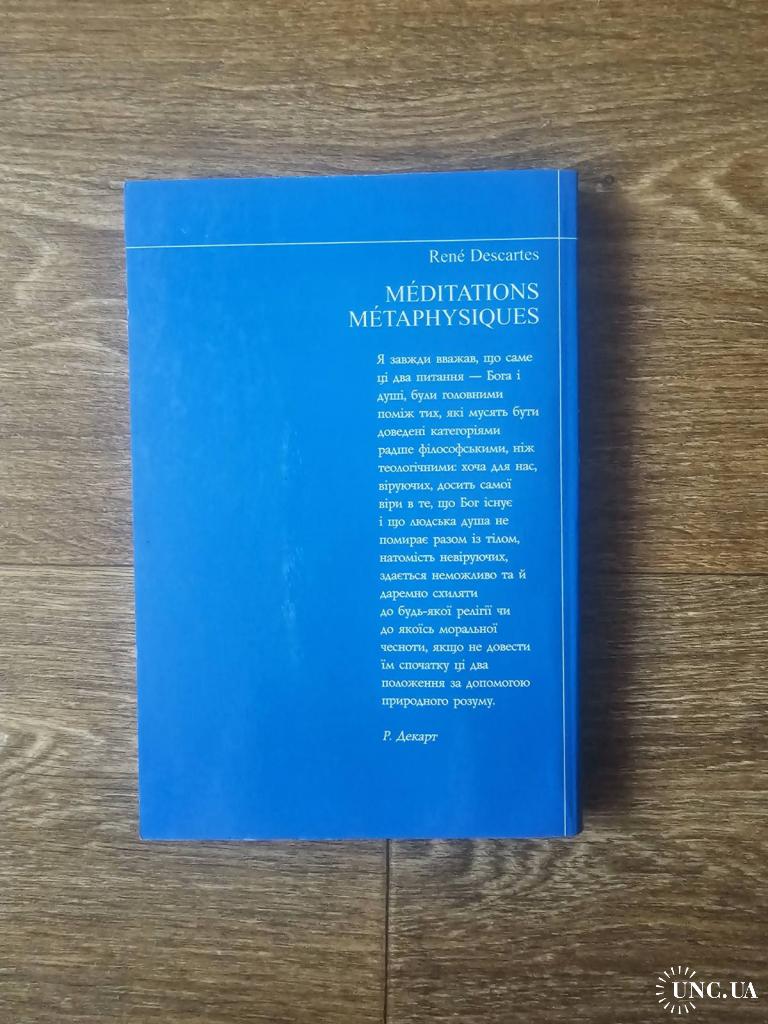 René Descartes
MÉDITATIONS
MÉTAPHYSIQUES
Я завжди вважав, що саме
ці два питання — Бога і
душі, були головними
поміж тих, які мусять бути
доведені категоріями
радше філософськими, ніж
теологічними: хоча для нас,
віруючих, досить самої
віри в те, що Бог існує
і що людська душа не
помирає разом із тілом,
натомість невіруючих,
здається неможливо та й
даремно схиляти
до будь-якої релігії чи
до якоїсь моральної
чесноти, якщо не довести
їм спочатку ці два
положення за допомогою
природного розуму.
Р. Декарт
UNC.UA